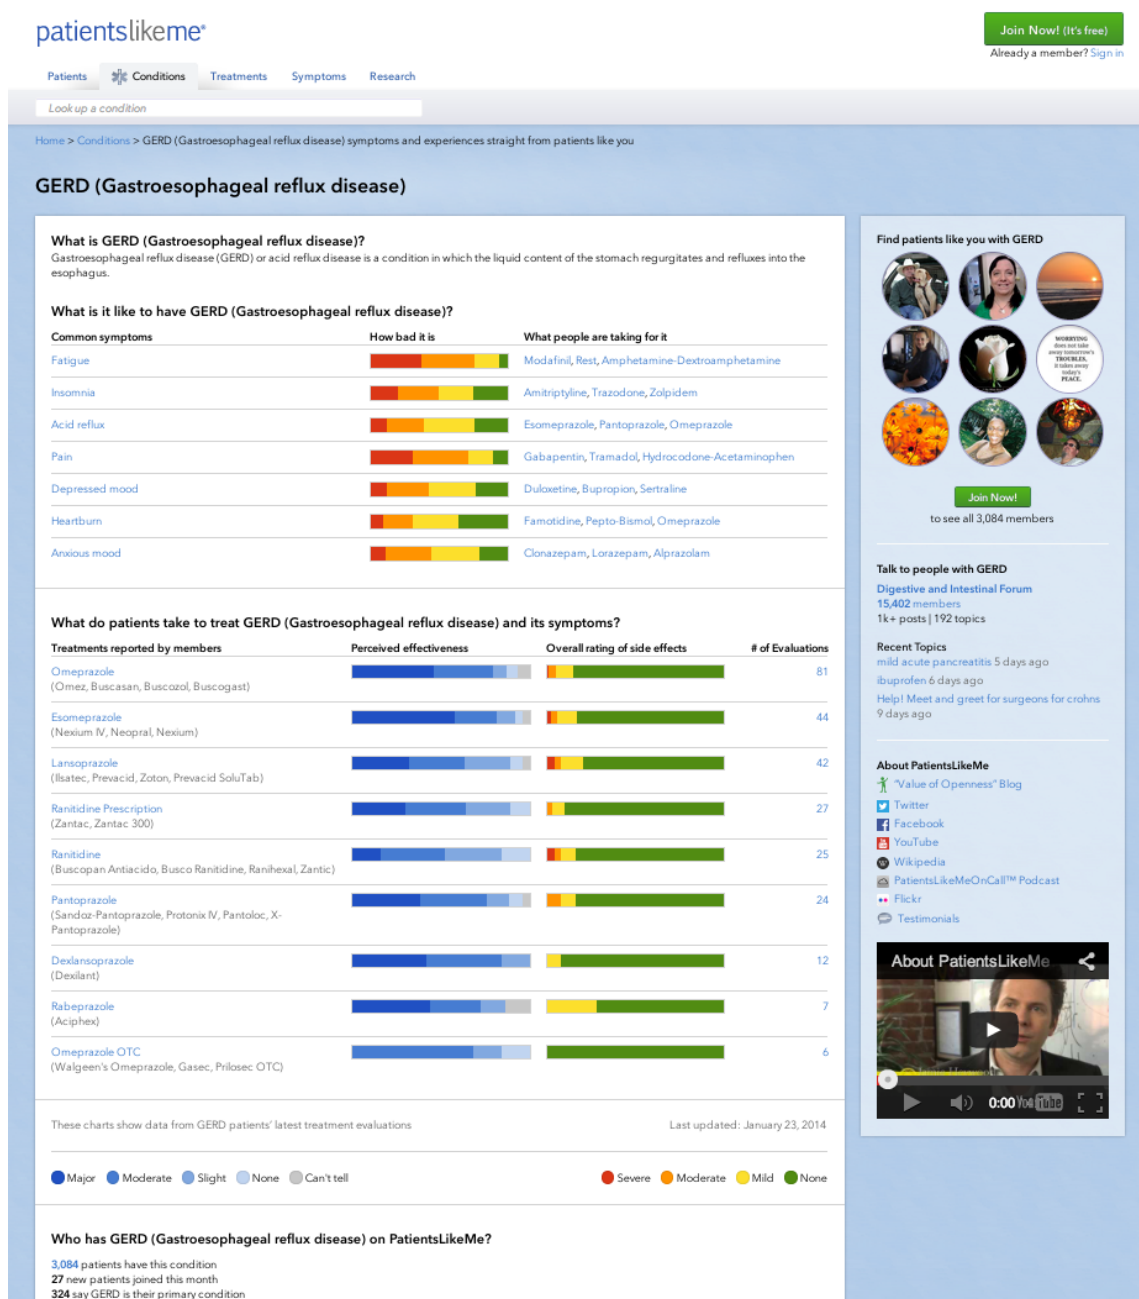 patientslikeme®
Join Now! (It's free)
Already a member? Sign in
Patients Conditions Treatments Symptoms Research
Look up a condition
Home > Conditions > GERD (Gastroesophageal reflux disease) symptoms and experiences straight from patients like you
GERD (Gastroesophageal reflux disease)
What is GERD (Gastroesophageal reflux disease)?
Gastroesophageal reflux disease (GERD) or acid reflux disease is a condition in which the liquid content of the stomach regurgitates and refluxes into the
esophagus.
What is it like to have GERD (Gastroesophageal reflux disease)?
Common symptoms How bad it is What people are taking for it
Fatigue Modafinil, Rest, Amphetamine-Dextroamphetamine
Insomnia Amitriptyline, Trazodone, Zolpidem
Acid reflux Esomeprazole, Pantoprazole, Omeprazole
Pain Gabapentin, Tramadol, Hydrocodone-Acetaminophen
Depressed mood Duloxetine, Bupropion, Sertraline
Heartburn Famotidine, Pepto-Bismol, Omeprazole
Anxious mood Clonazepam, Lorazepam, Alprazolam
What do patients take to treat GERD (Gastroesophageal reflux disease) and its symptoms?
Treatments reported by members Perceived effectiveness Overall rating of side effects # of Evaluations
Omeprazole 81
(Omez, Buscasan, Buscozol, Buscogast)
Esomeprazole 44
(Nexium IV, Neopral, Nexium)
Lansoprazole 42
(Ilsatec, Prevacid, Zoton, Prevacid SoluTab)
Ranitidine Prescription 27
(Zantac, Zantac 300)
Ranitidine 25
(Buscopan Antiacido, Busco Ranitidine, Ranihexal, Zantic)
Pantoprazole 24
(Sandoz-Pantoprazole, Protonix IV, Pantoloc, X-
Pantoprazole)
Dexlansoprazole 12
(Dexilant)
Rabeprazole 7
(Aciphex)
Omeprazole OTC 6
(Walgeen's Omeprazole, Gasec, Prilosec OTC)
These charts show data from GERD patients' latest treatment evaluations Last updated: January 23, 2014
Major Moderate Slight None Can't tell Severe Moderate Mild None
Who has GERD (Gastroesophageal reflux disease) on PatientsLikeMe?
3,084 patients have this condition
27 new patients joined this month
324 say GERD is their primary condition
Find patients like you with GERD
WORRYING
does not take
away tomorrow's
TROUBLES,
it takes away
today's
PEACE.
Join Now!
to see all 3,084 members
Talk to people with GERD
Digestive and Intestinal Forum
15,402 members
1k+ posts | 192 topics
Recent Topics
mild acute pancreatitis 5 days ago
ibuprofen 6 days ago
Help! Meet and greet for surgeons for crohns
9 days ago
About PatientsLikeMe
"Value of Openness" Blog
Twitter
Facebook
YouTube
Wikipedia
PatientsLikeMeOnCall™ Podcast
Flickr
Testimonials
About PatientsLikeMe
0:00
YouTube